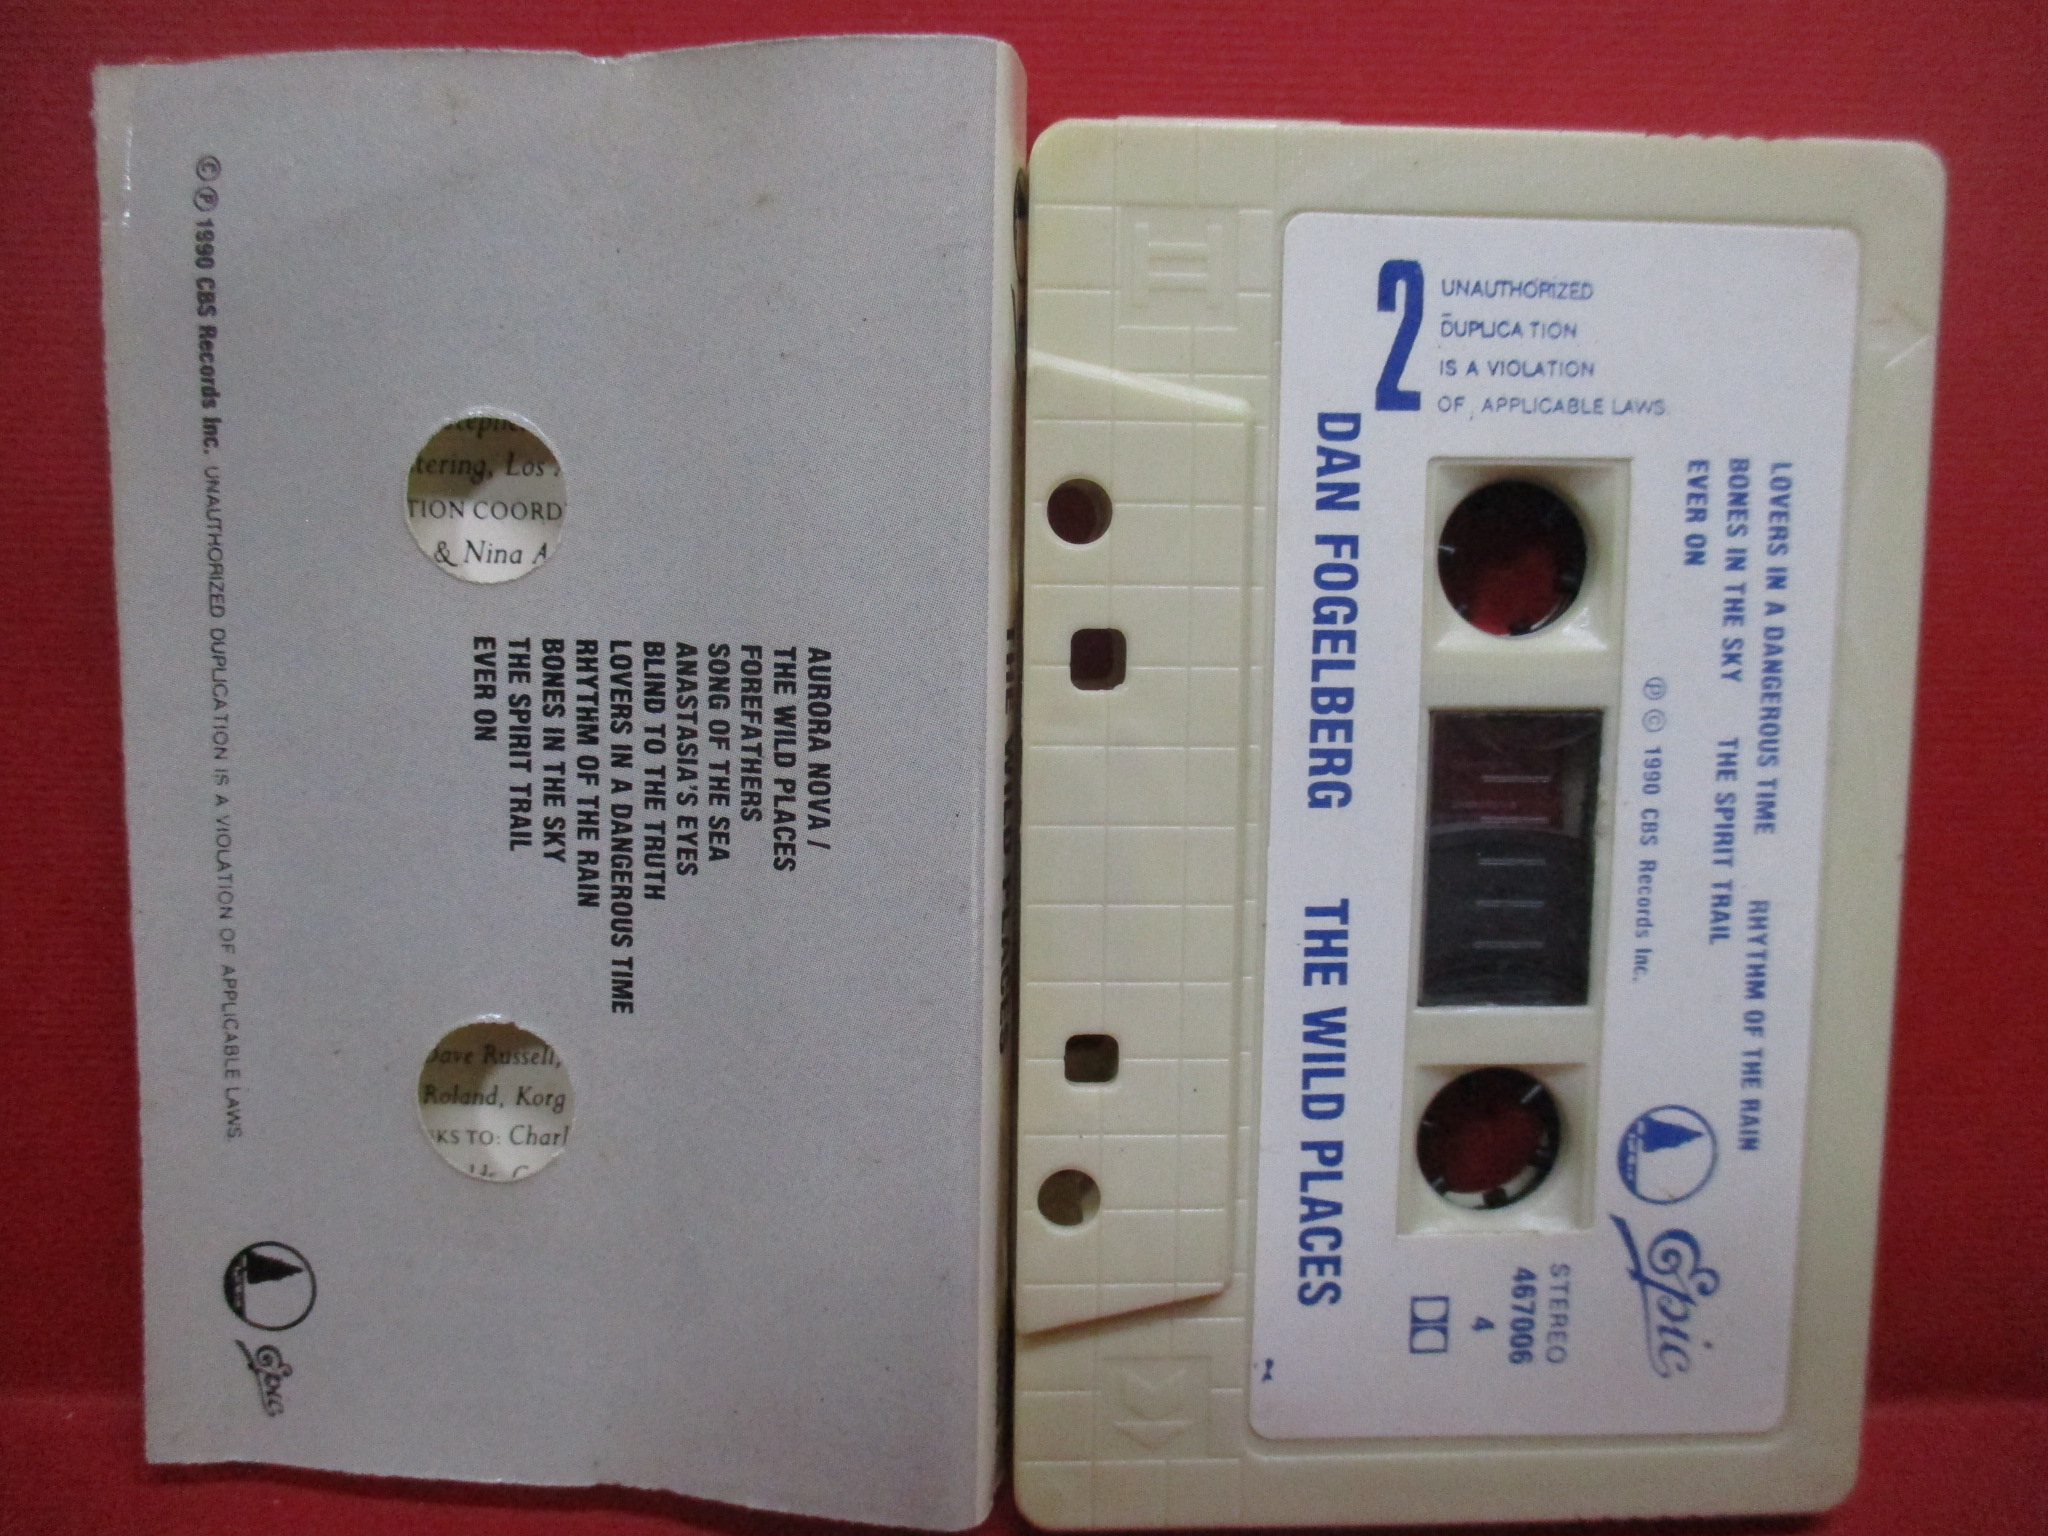 AURORA NOVA /
THE WILD PLACES
FOREFATHERS
SONG OF THE SEA
ANASTASIA'S EYES
BLIND TO THE TRUTH
LOVERS IN A DANGEROUS TIME
RHYTHM OF THE RAIN
BONES IN THE SKY
THE SPIRIT TRAIL
EVER ON
tering, Los
TION COORD
& Nina A
Dave Russell,
Roland, Korg
KS TO: Charl
© ℗ 1990 CBS Records Inc. UNAUTHORIZED DUPLICATION IS A VIOLATION OF APPLICABLE LAWS.
Epic
THE WILD PLACES
LOVERS IN A DANGEROUS TIME RHYTHM OF THE RAIN
BONES IN THE SKY THE SPIRIT TRAIL
EVER ON
℗ © 1990 CBS Records Inc.
Epic
2
UNAUTHORIZED
DUPLICATION
IS A VIOLATION
OF APPLICABLE LAWS
STEREO
467006
4
DAN FOGELBERG THE WILD PLACES